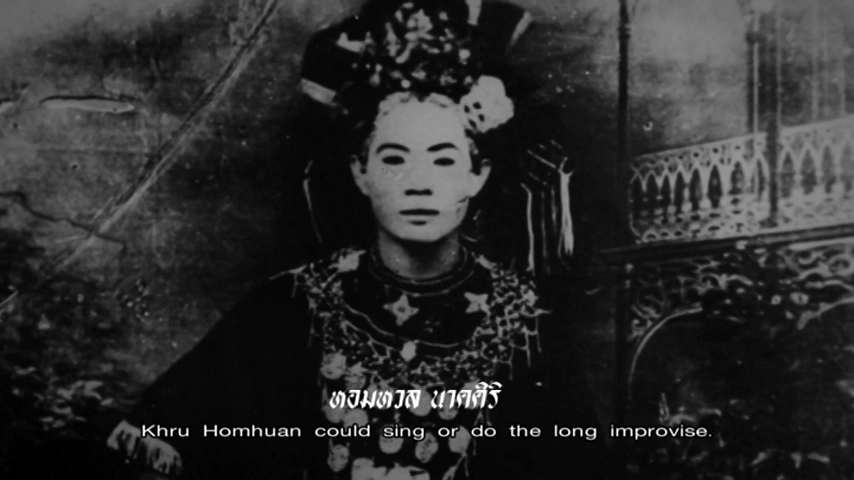 หอมหวล นาคศิริ
Khru Homhuan could sing or do the long improvise.